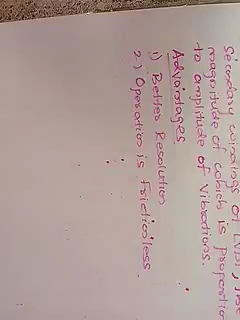 Secondary windings of LVDT, the
magnitude of which is proportio
to amplitude of Vibrations.
Advantages
1) Better Resolution
2.) Operation is Frictionless.